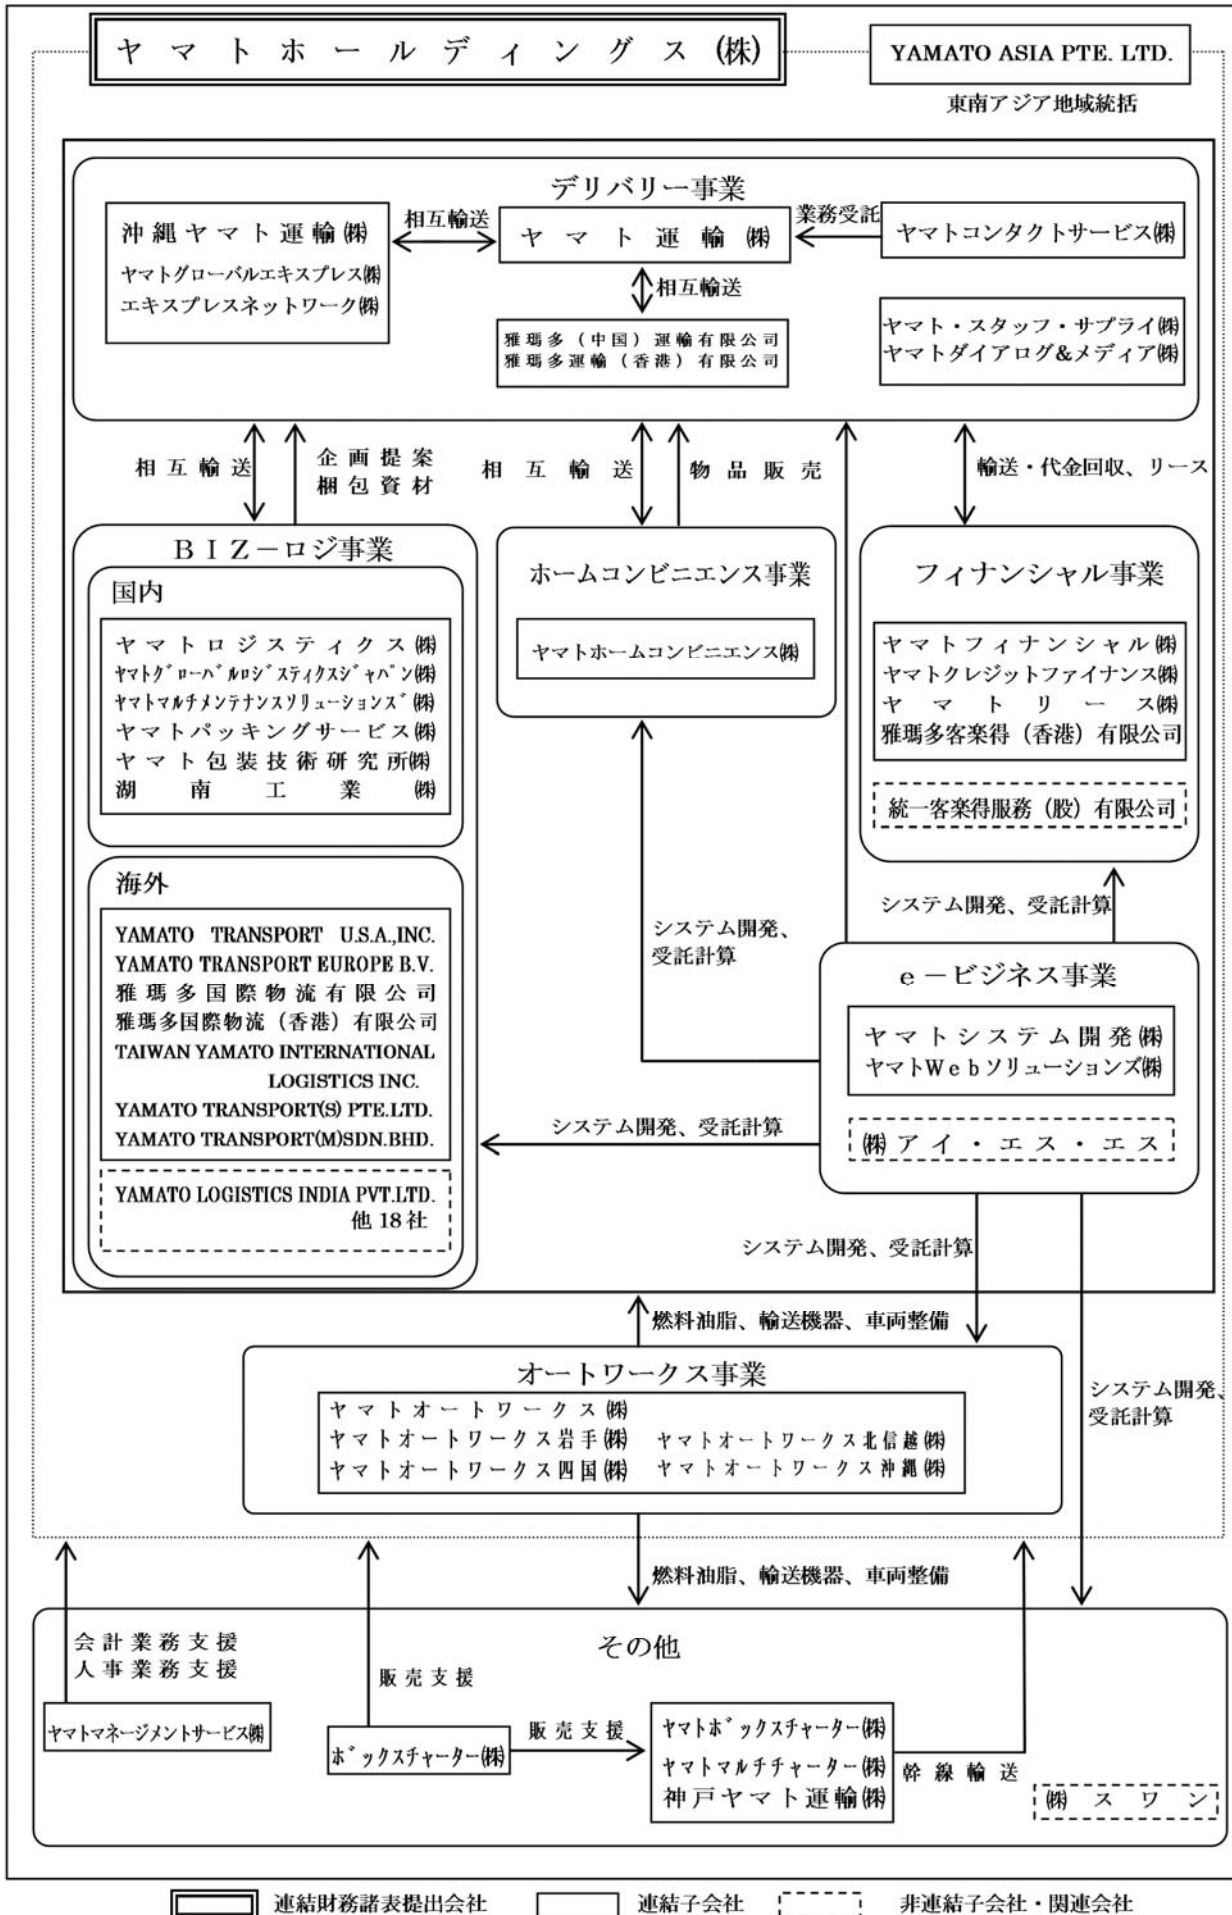 ヤマトホールディングス(株)
YAMATO ASIA PTE. LTD.
東南アジア地域統括
デリバリー事業
沖縄ヤマト運輸㈱
ヤマトグローバルエキスプレス㈱
エキスプレスネットワーク㈱
相互輸送
ヤマト運輸㈱
業務受託
ヤマトコンタクトサービス㈱
相互輸送
雅瑪多（中国）運輸有限公司
雅瑪多運輸（香港）有限公司
ヤマト・スタッフ・サプライ㈱
ヤマトダイアログ&メディア㈱
相互輸送
企画提案
梱包資材
相互輸送
物品販売
輸送・代金回収、リース
ＢＩＺ－ロジ事業
国内
ヤマトロジスティクス㈱
ヤマトグローバルロジスティクスジャパン㈱
ヤマトマルチメンテナンスソリューションズ㈱
ヤマトパッキングサービス㈱
ヤマト包装技術研究所㈱
湖南工業㈱
ホームコンビニエンス事業
ヤマトホームコンビニエンス㈱
フィナンシャル事業
ヤマトフィナンシャル㈱
ヤマトクレジットファイナンス㈱
ヤマトリース㈱
雅瑪多客楽得（香港）有限公司
統一客楽得服務（股）有限公司
海外
YAMATO TRANSPORT U.S.A.,INC.
YAMATO TRANSPORT EUROPE B.V.
雅瑪多国際物流有限公司
雅瑪多国際物流（香港）有限公司
TAIWAN YAMATO INTERNATIONAL
LOGISTICS INC.
YAMATO TRANSPORT(S) PTE.LTD.
YAMATO TRANSPORT(M)SDN.BHD.
YAMATO LOGISTICS INDIA PVT.LTD.
他 18 社
システム開発、
受託計算
システム開発、受託計算
ｅ－ビジネス事業
ヤマトシステム開発㈱
ヤマトＷｅｂソリューションズ㈱
㈱アイ・エス・エス
システム開発、受託計算
システム開発、受託計算
燃料油脂、輸送機器、車両整備
オートワークス事業
ヤマトオートワークス㈱
ヤマトオートワークス岩手㈱ ヤマトオートワークス北信越㈱
ヤマトオートワークス四国㈱ ヤマトオートワークス沖縄㈱
システム開発、
受託計算
燃料油脂、輸送機器、車両整備
その他
会計業務支援
人事業務支援
ヤマトマネージメントサービス㈱
販売支援
ボックスチャーター㈱
販売支援
ヤマトボックスチャーター㈱
ヤマトマルチチャーター㈱
神戸ヤマト運輸㈱
幹線輸送
㈱スワン
連結財務諸表提出会社
連結子会社
非連結子会社・関連会社